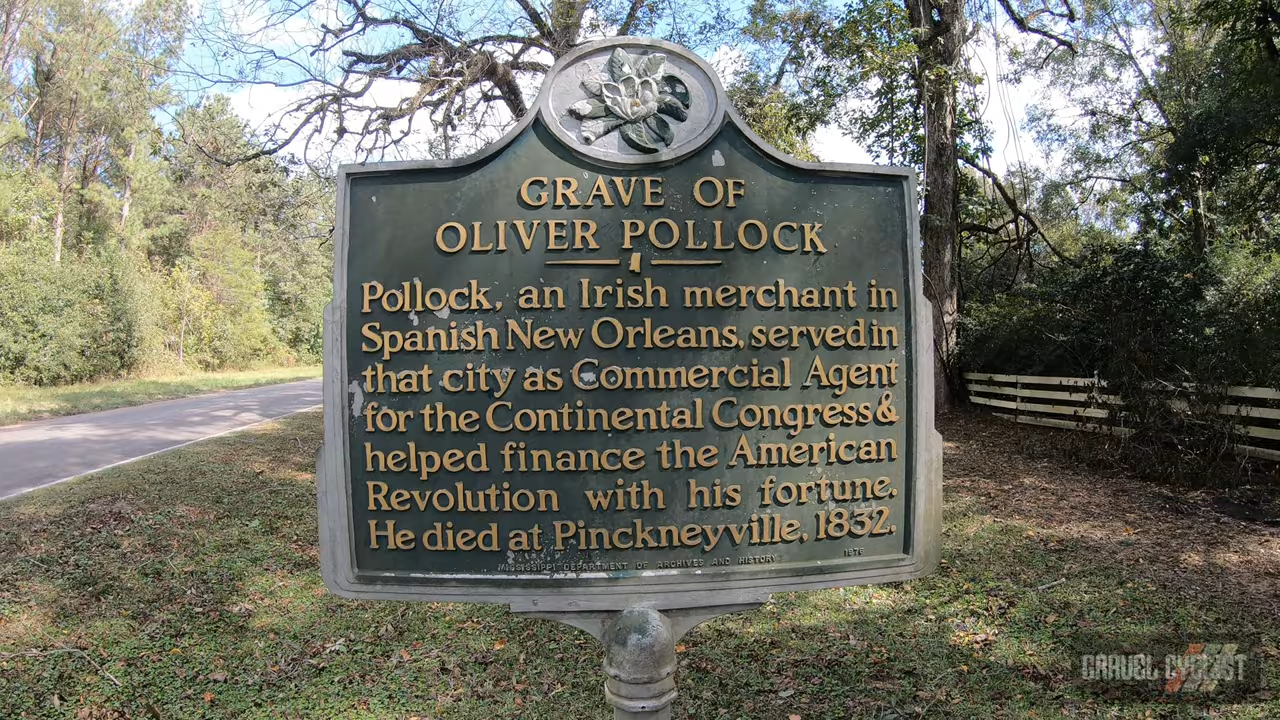 GRAVE OF
OLIVER POLLOCK
Pollock, an Irish merchant in
Spanish New Orleans, served in
that city as Commercial Agent
for the Continental Congress &
helped finance the American
Revolution with his fortune.
He died at Pinckneyville, 1832.
MISSISSIPPI DEPARTMENT OF ARCHIVES AND HISTORY 1976
GRAVEL CYCLIST